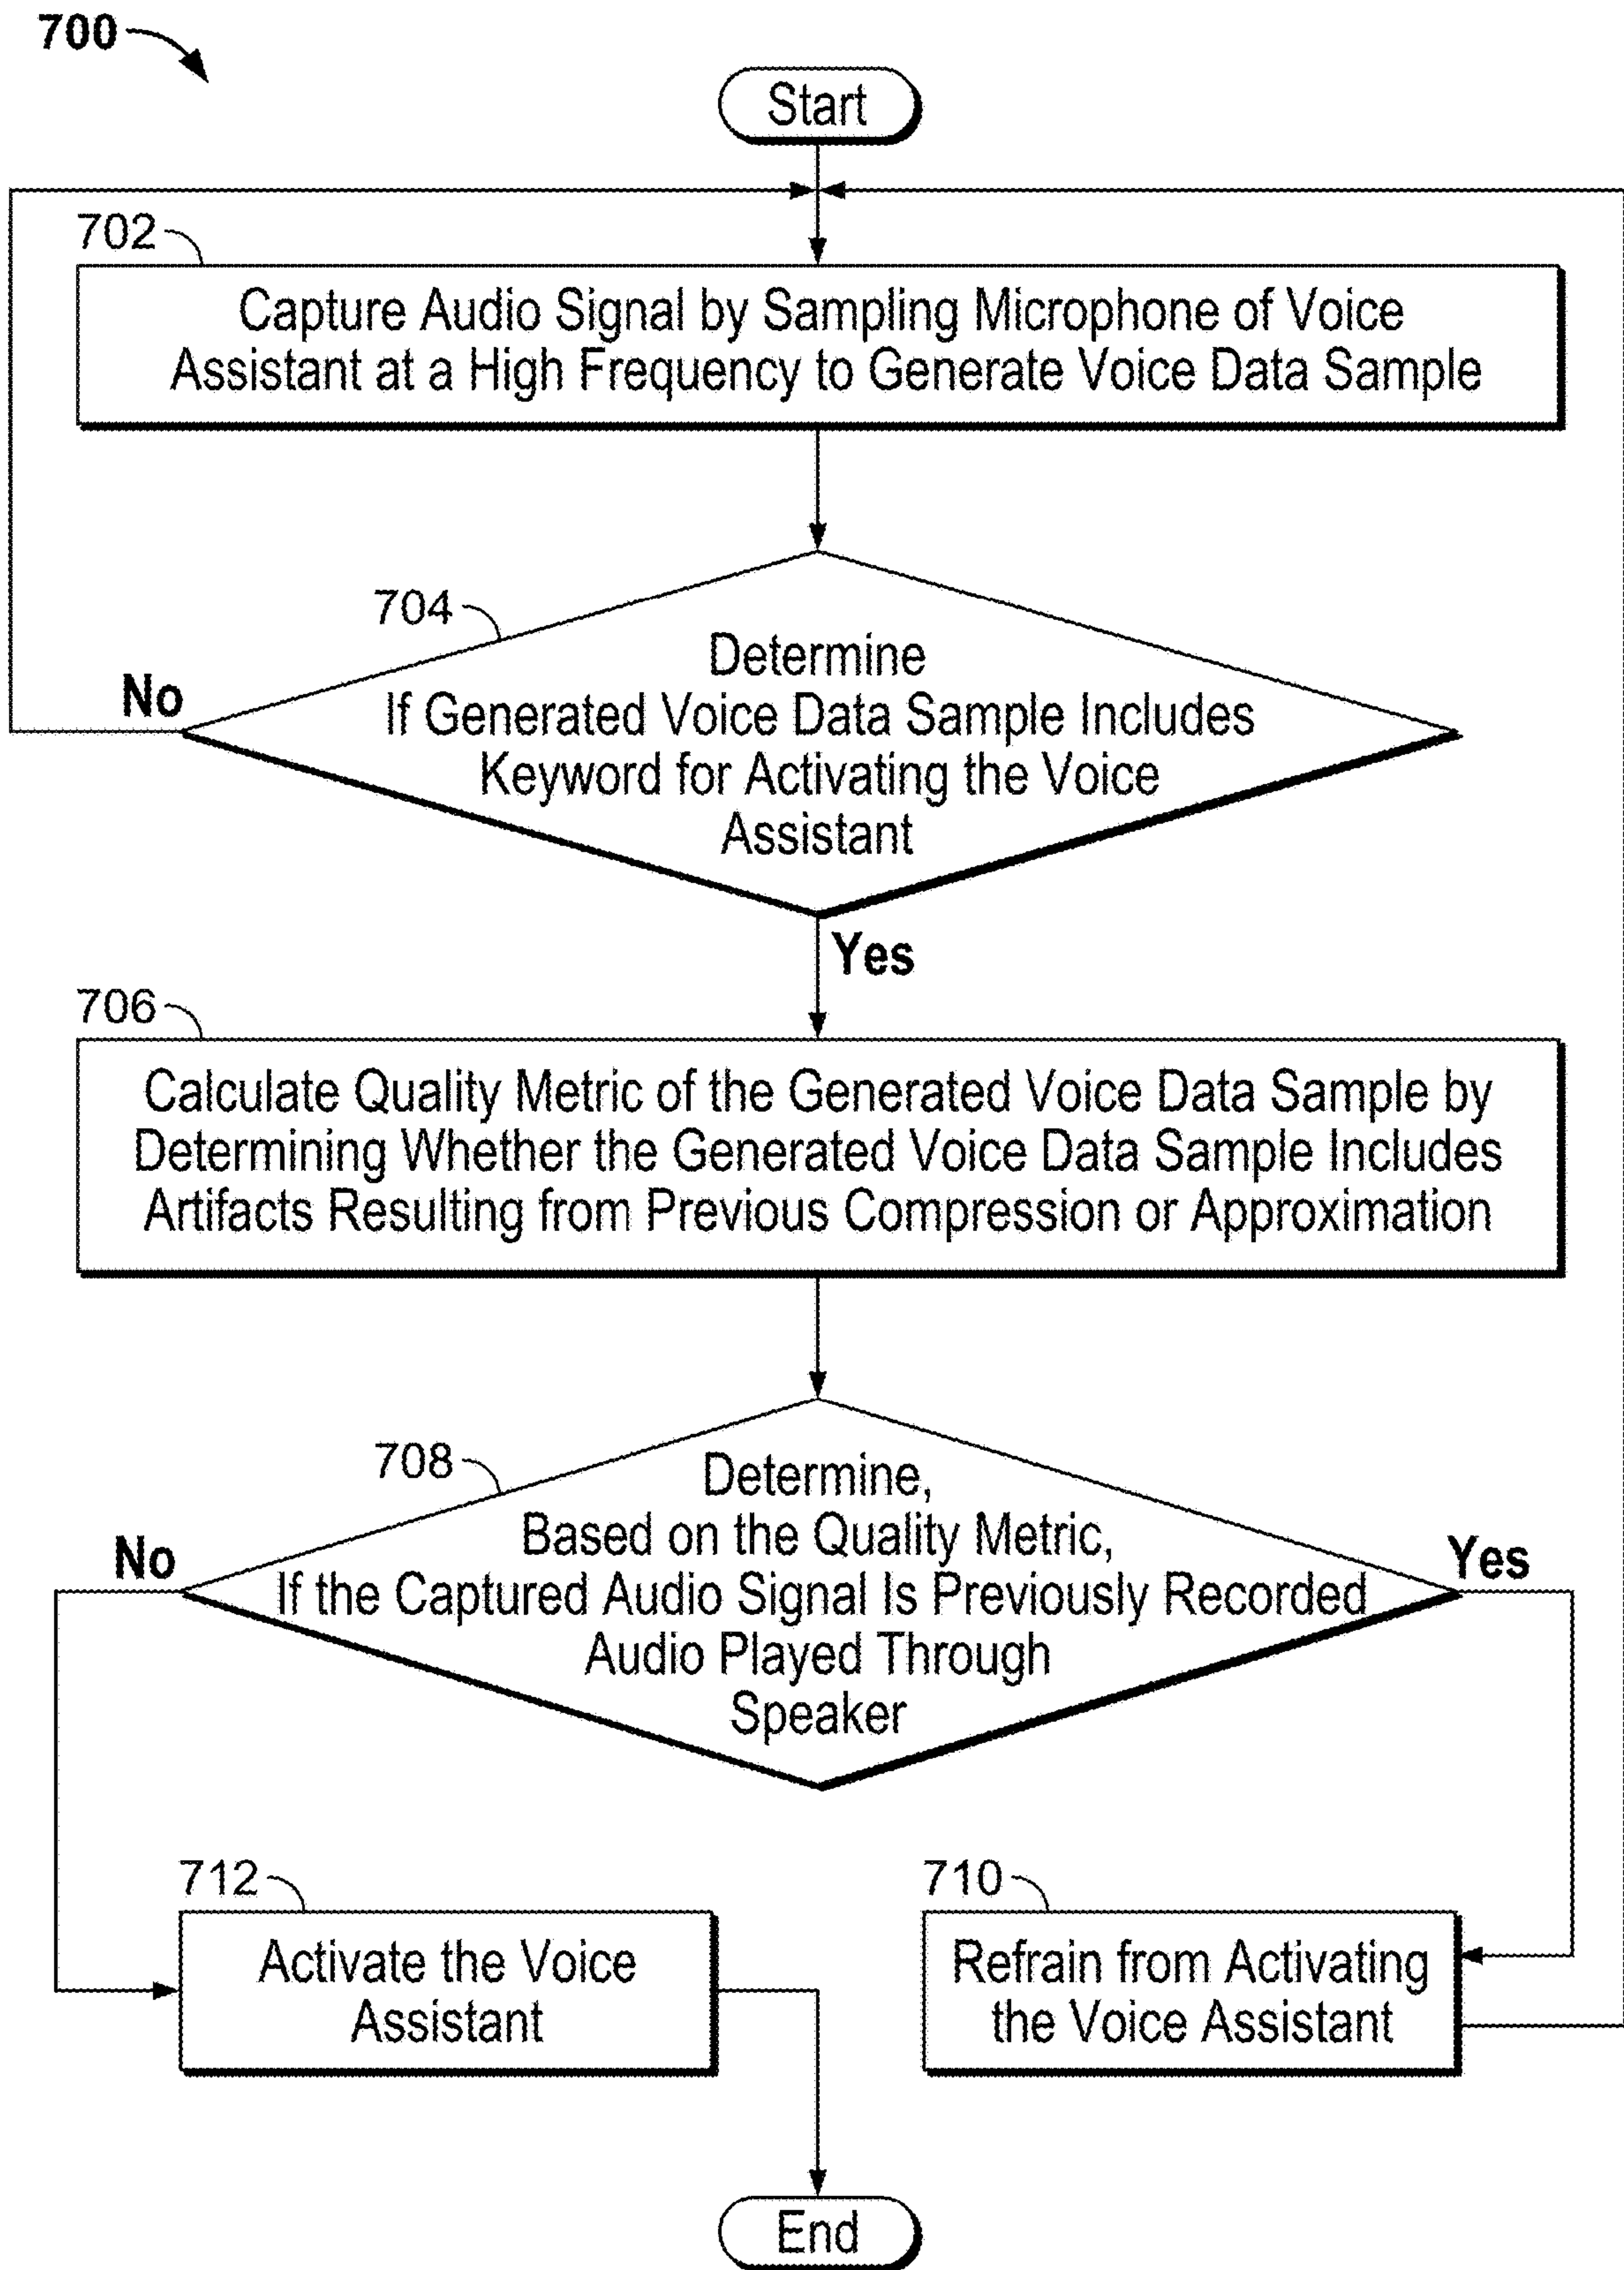 700
Start
702
Capture Audio Signal by Sampling Microphone of Voice
Assistant at a High Frequency to Generate Voice Data Sample
704
Determine
If Generated Voice Data Sample Includes
Keyword for Activating the Voice
Assistant
No
Yes
706
Calculate Quality Metric of the Generated Voice Data Sample by
Determining Whether the Generated Voice Data Sample Includes
Artifacts Resulting from Previous Compression or Approximation
708
Determine,
Based on the Quality Metric,
If the Captured Audio Signal Is Previously Recorded
Audio Played Through
Speaker
No
Yes
712
Activate the Voice
Assistant
710
Refrain from Activating
the Voice Assistant
End